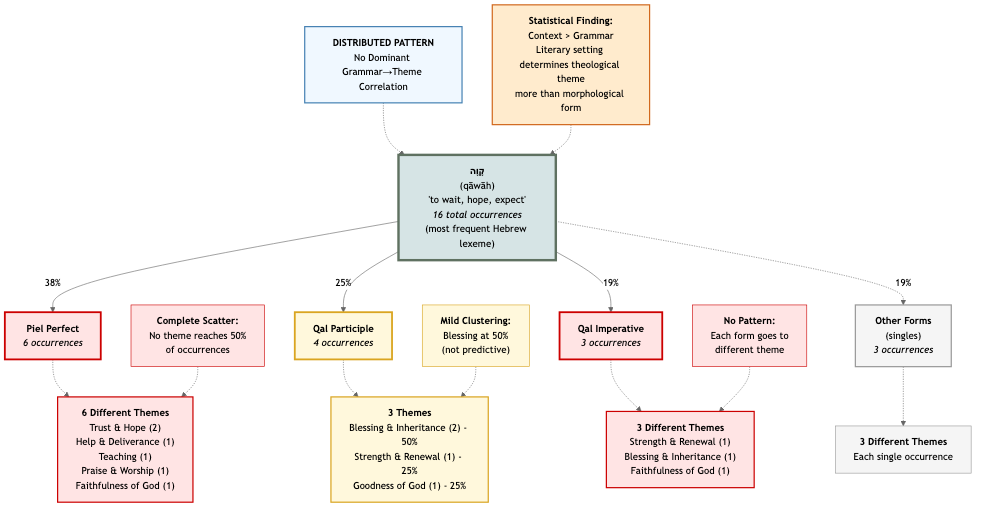 DISTRIBUTED PATTERN
No Dominant
Grammar→Theme
Correlation
Statistical Finding:
Context > Grammar
Literary setting
determines theological
theme
more than morphological
form
קָוָה
(qāwāh)
'to wait, hope, expect'
16 total occurrences
(most frequent Hebrew
lexeme)
38%
25%
19%
19%
Piel Perfect
6 occurrences
Complete Scatter:
No theme reaches 50%
of occurrences
Qal Participle
4 occurrences
Mild Clustering:
Blessing at 50%
(not predictive)
Qal Imperative
3 occurrences
No Pattern:
Each form goes to
different theme
Other Forms
(singles)
3 occurrences
6 Different Themes
Trust & Hope (2)
Help & Deliverance (1)
Teaching (1)
Praise & Worship (1)
Faithfulness of God (1)
3 Themes
Blessing & Inheritance (2) -
50%
Strength & Renewal (1) -
25%
Goodness of God (1) - 25%
3 Different Themes
Strength & Renewal (1)
Blessing & Inheritance (1)
Faithfulness of God (1)
3 Different Themes
Each single occurrence